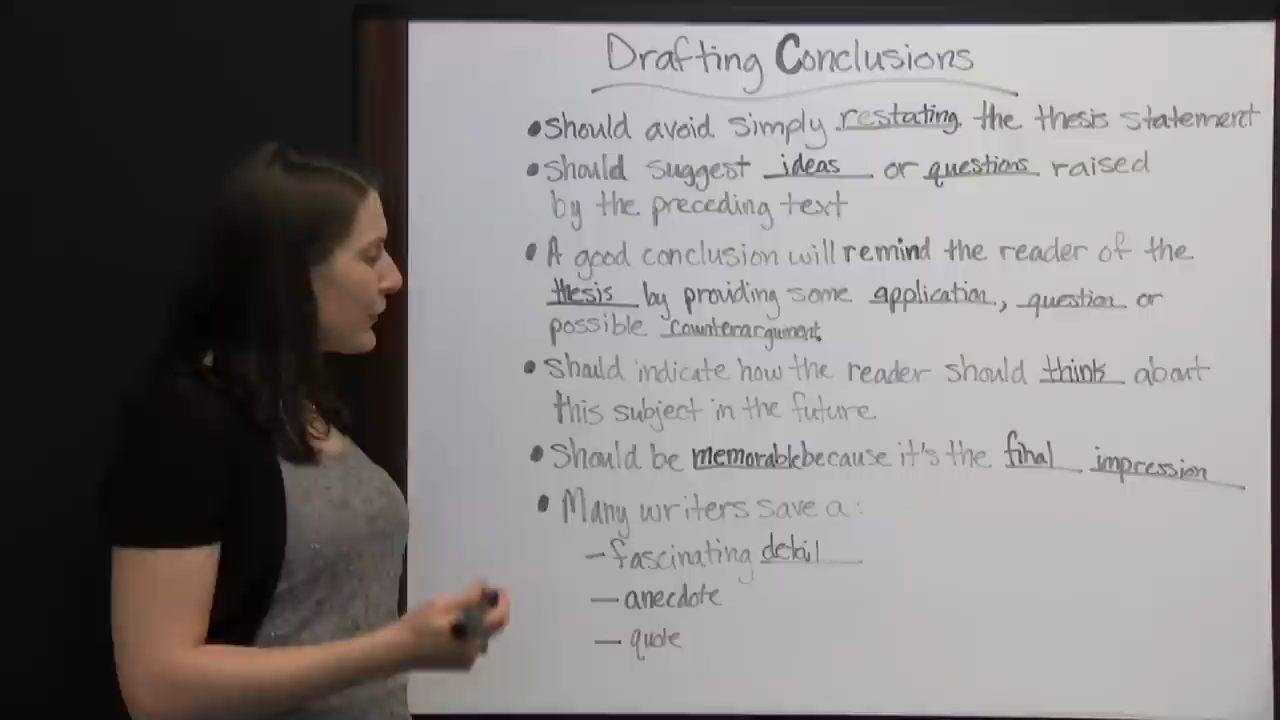 Drafting Conclusions
• Should avoid simply restating the thesis statement
• Should suggest ideas or questions raised
by the preceding text
• A good conclusion will remind the reader of the
thesis by providing some application, question or
possible counterargument.
• Should indicate how the reader should think about
this subject in the future.
• Should be memorable because it's the final impression
• Many writers save a:
- fascinating detail
- anecdote
- quote